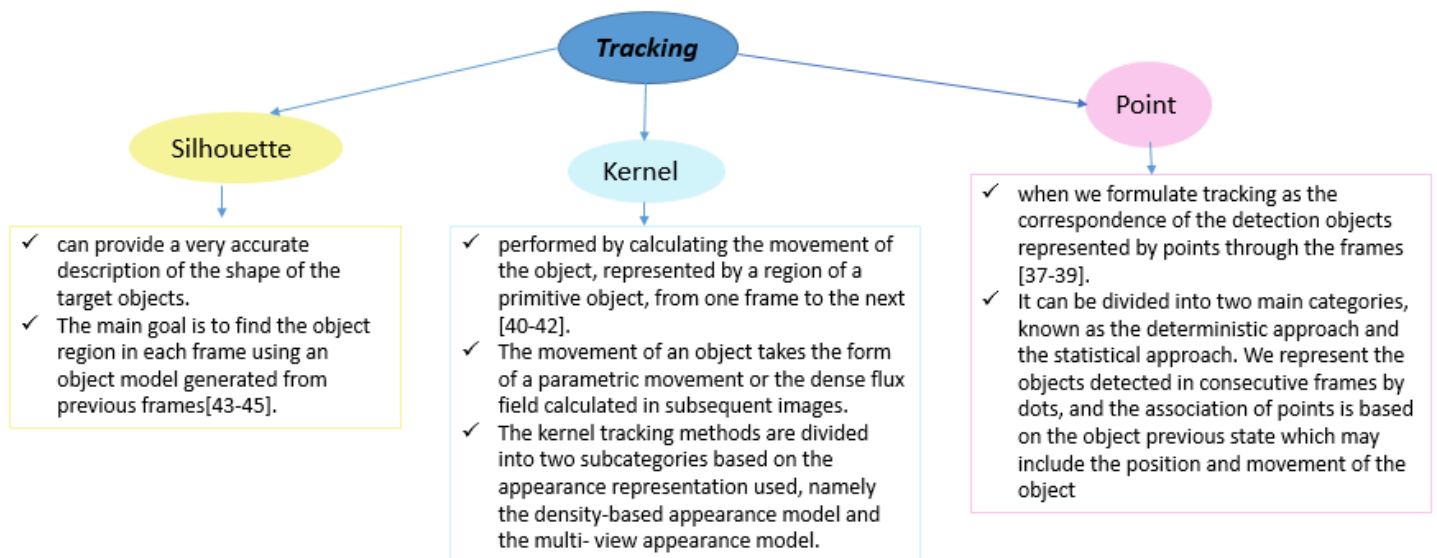 Tracking
Silhouette
✓ can provide a very accurate
description of the shape of the
target objects.
✓ The main goal is to find the object
region in each frame using an
object model generated from
previous frames[43-45].
Kernel
✓ performed by calculating the movement of
the object, represented by a region of a
primitive object, from one frame to the next
[40-42].
✓ The movement of an object takes the form
of a parametric movement or the dense flux
field calculated in subsequent images.
✓ The kernel tracking methods are divided
into two subcategories based on the
appearance representation used, namely
the density-based appearance model and
the multi- view appearance model.
Point
✓ when we formulate tracking as the
correspondence of the detection objects
represented by points through the frames
[37-39].
✓ It can be divided into two main categories,
known as the deterministic approach and
the statistical approach. We represent the
objects detected in consecutive frames by
dots, and the association of points is based
on the object previous state which may
include the position and movement of the
object